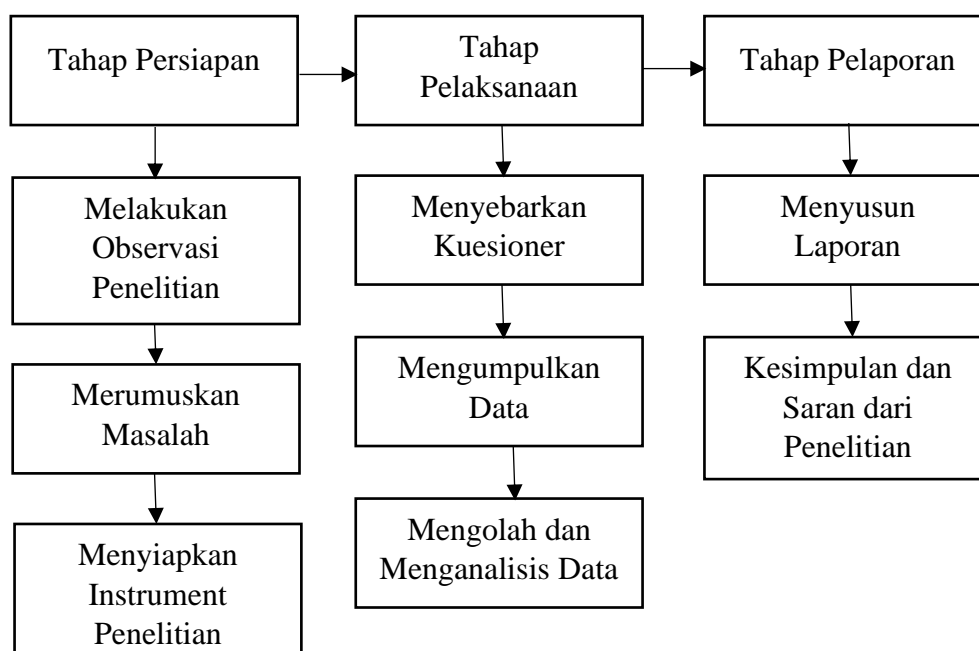 Tahap Persiapan
Tahap
Pelaksanaan
Tahap Pelaporan
Melakukan
Observasi
Penelitian
Menyebarkan
Kuesioner
Menyusun
Laporan
Merumuskan
Masalah
Mengumpulkan
Data
Kesimpulan dan
Saran dari
Penelitian
Menyiapkan
Instrument
Penelitian
Mengolah dan
Menganalisis Data